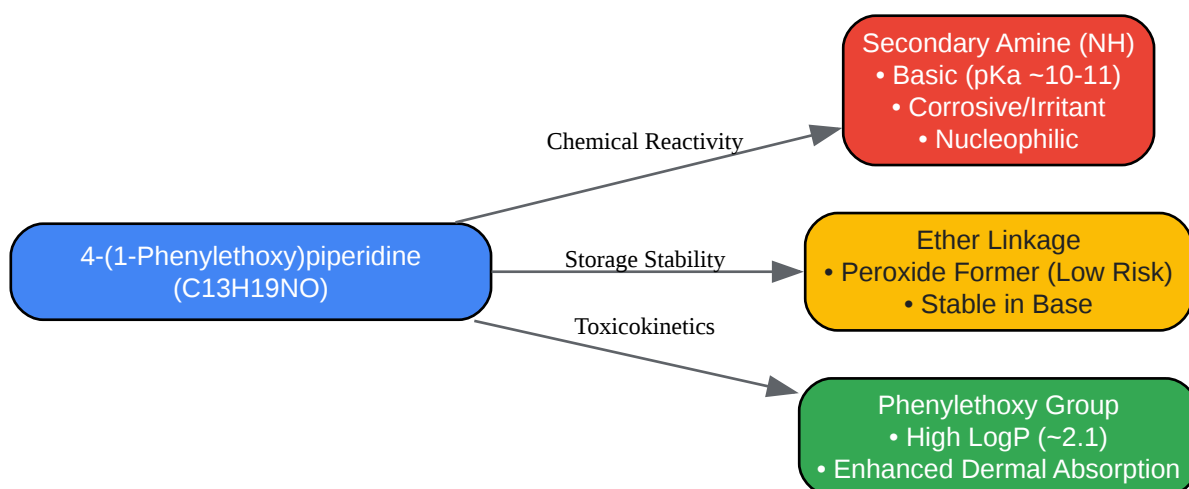 4-(1-Phenylethoxy)piperidine
(C13H19NO)
Chemical Reactivity
Secondary Amine (NH)
• Basic (pKa ~10-11)
• Corrosive/Irritant
• Nucleophilic
Storage Stability
Ether Linkage
• Peroxide Former (Low Risk)
• Stable in Base
Toxicokinetics
Phenylethoxy Group
• High LogP (~2.1)
• Enhanced Dermal Absorption